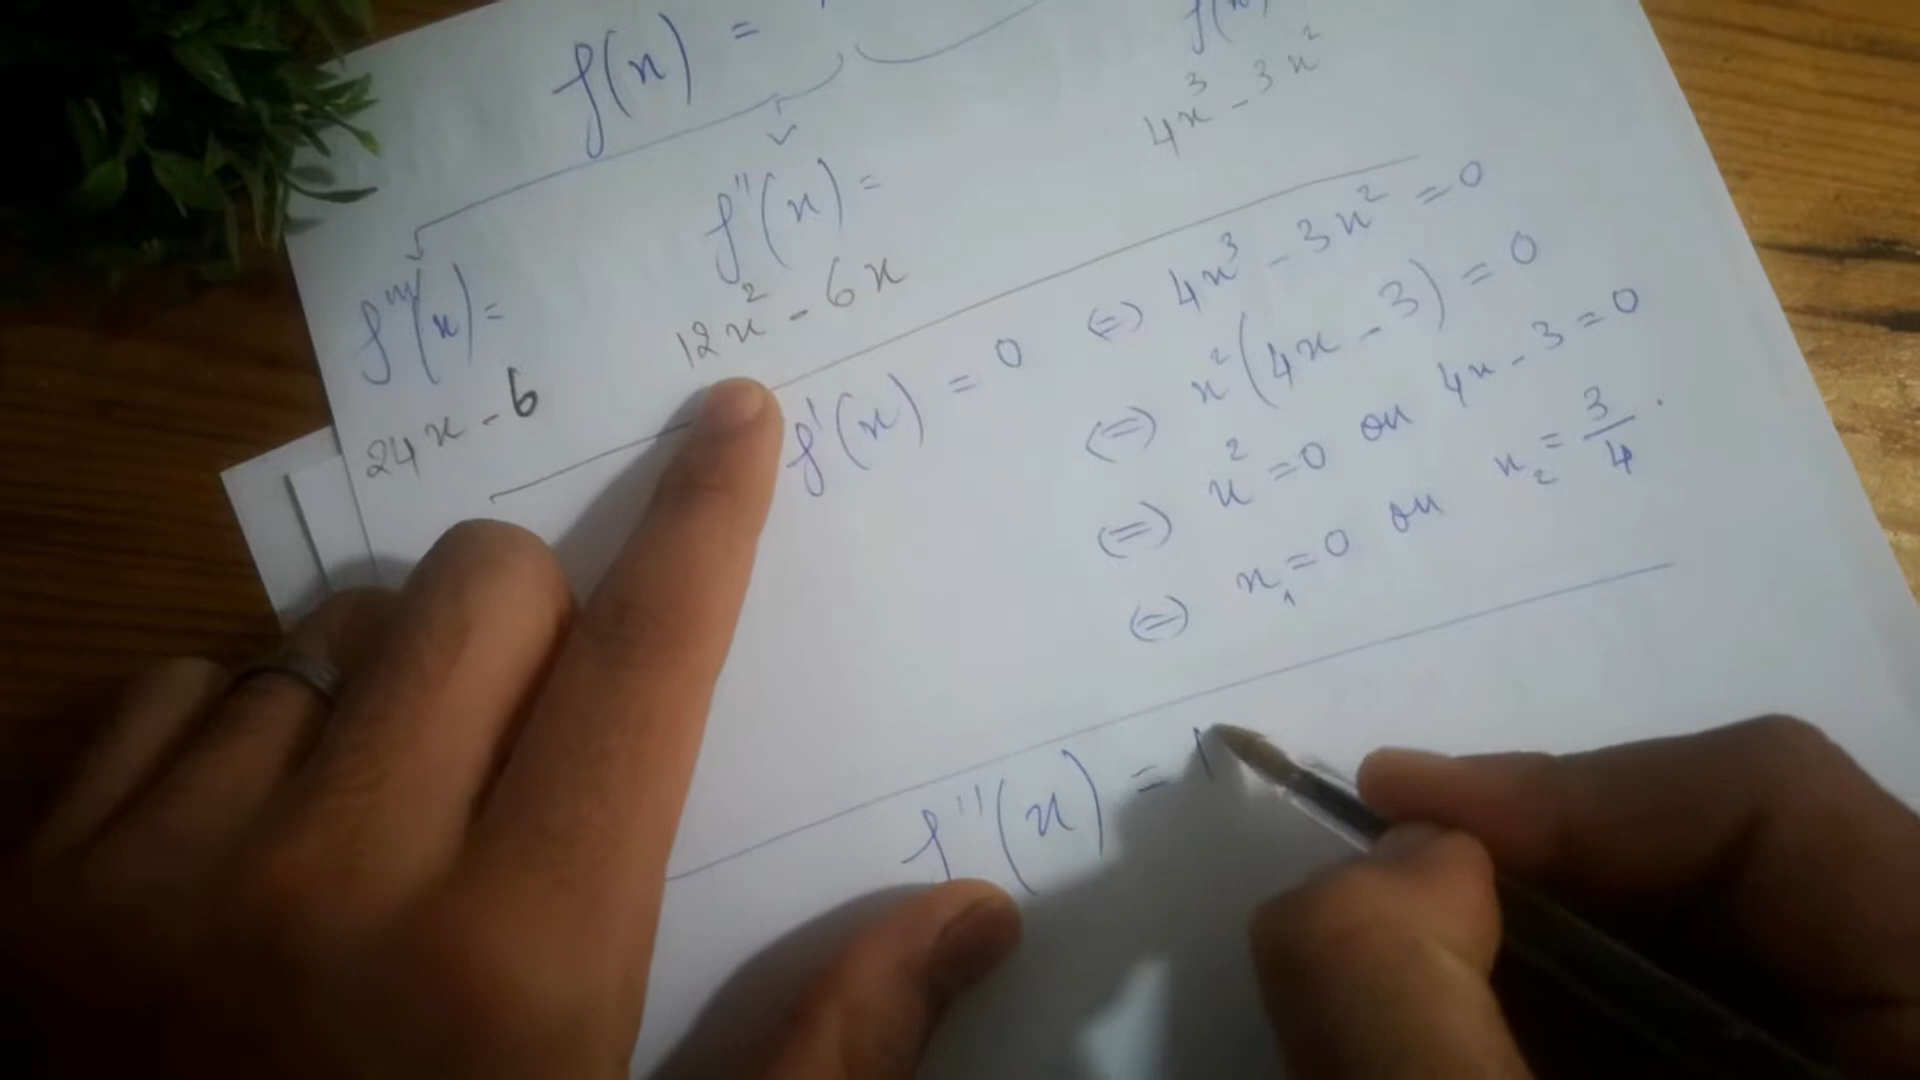 f(x) =
f(x)
4x³ - 3x²
f''(x) =
12x² - 6x
f'''(x) =
24x - 6
f'(x) = 0 (=) 4x³ - 3x² = 0
(=) x²(4x - 3) = 0
(=) x² = 0 ou 4x - 3 = 0
(=) x₁ = 0 ou x₂ = 3/4.
f''(x) = 1